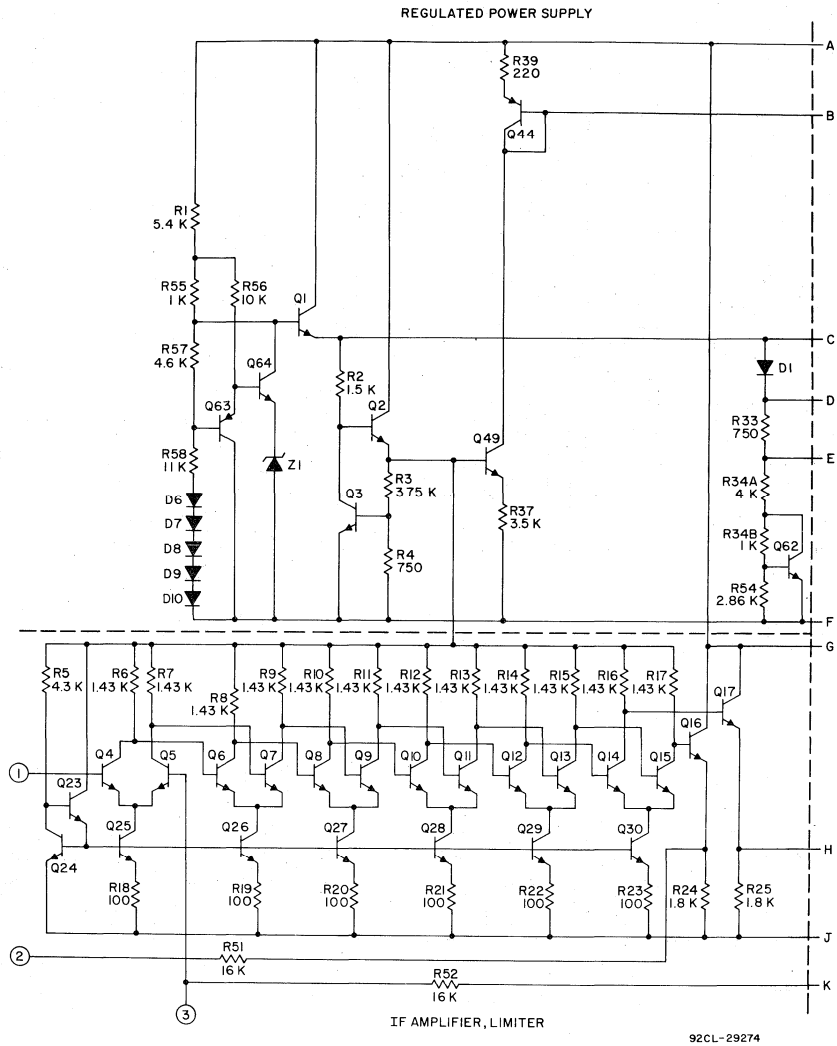 REGULATED POWER SUPPLY
A
R39
220
B
Q44
R1
5.4 K
R55
1 K
R56
10 K
Q1
R57
4.6 K
Q64
C
R2
1.5 K
D1
Q63
Q2
D
R33
750
Q49
R58
11 K
Z1
E
R3
3.75 K
R34A
4 K
D6
Q3
R37
3.5 K
D7
R34B
1 K
Q62
D8
R4
750
D9
R54
2.86 K
D10
F
G
R5
4.3 K
R6
1.43 K
R7
1.43 K
R8
1.43 K
R9
1.43 K
R10
1.43 K
R11
1.43 K
R12
1.43 K
R13
1.43 K
R14
1.43 K
R15
1.43 K
R16
1.43 K
R17
1.43 K
Q17
Q16
1
Q4
Q5
Q6
Q7
Q8
Q9
Q10
Q11
Q12
Q13
Q14
Q15
Q23
Q25
Q26
Q27
Q28
Q29
Q30
H
Q24
R18
100
R19
100
R20
100
R21
100
R22
100
R23
100
R24
1.8 K
R25
1.8 K
J
2
R51
16 K
R52
16 K
K
3
IF AMPLIFIER, LIMITER
92CL-29274